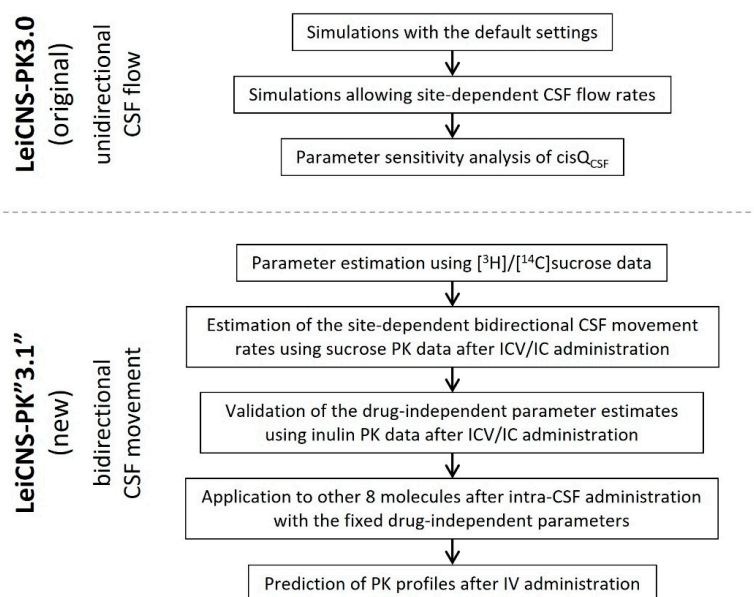 LeiCNS-PK3.0
(original)
unidirectional
CSF flow
Simulations with the default settings
Simulations allowing site-dependent CSF flow rates
Parameter sensitivity analysis of cisQCSF
LeiCNS-PK”3.1”
(new)
bidirectional
CSF movement
Parameter estimation using [³H]/[¹⁴C]sucrose data
Estimation of the site-dependent bidirectional CSF movement
rates using sucrose PK data after ICV/IC administration
Validation of the drug-independent parameter estimates
using inulin PK data after ICV/IC administration
Application to other 8 molecules after intra-CSF administration
with the fixed drug-independent parameters
Prediction of PK profiles after IV administration